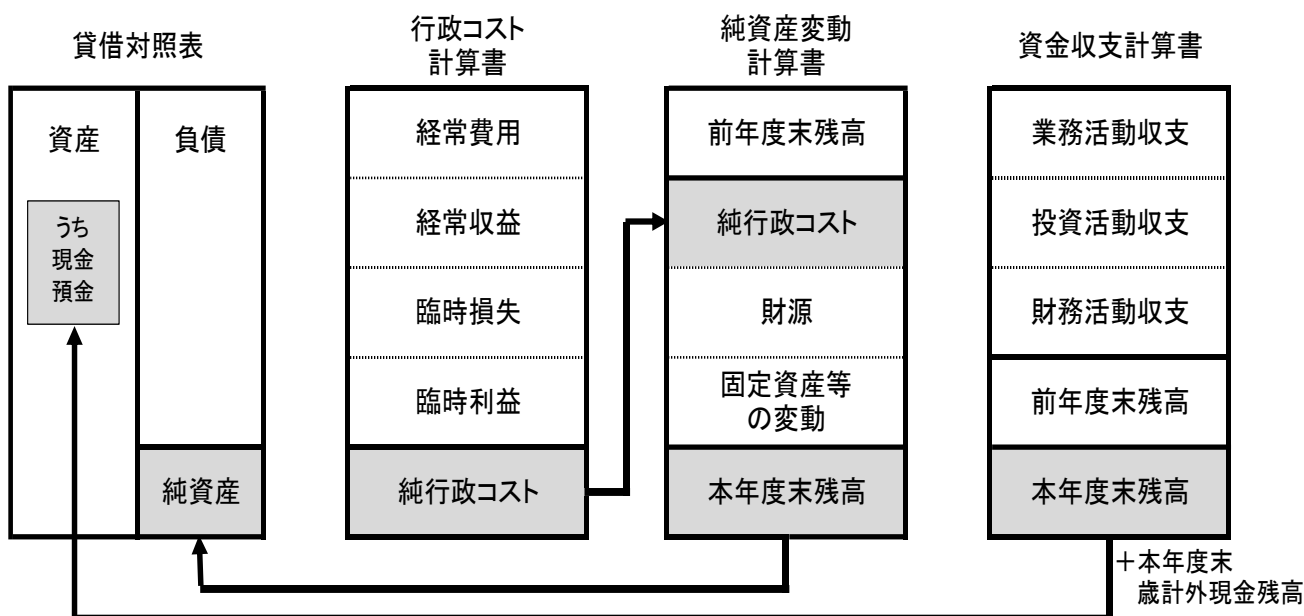 貸借対照表
資産
負債
うち
現金
預金
純資産
行政コスト
計算書
経常費用
経常収益
臨時損失
臨時利益
純行政コスト
純資産変動
計算書
前年度末残高
純行政コスト
財源
固定資産等
の変動
本年度末残高
資金収支計算書
業務活動収支
投資活動収支
財務活動収支
前年度末残高
本年度末残高
＋本年度末
歳計外現金残高